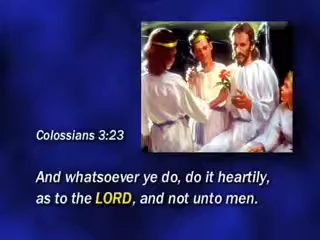 Colossians 3:23
And whatsoever ye do, do it heartily,
as to the LORD, and not unto men.